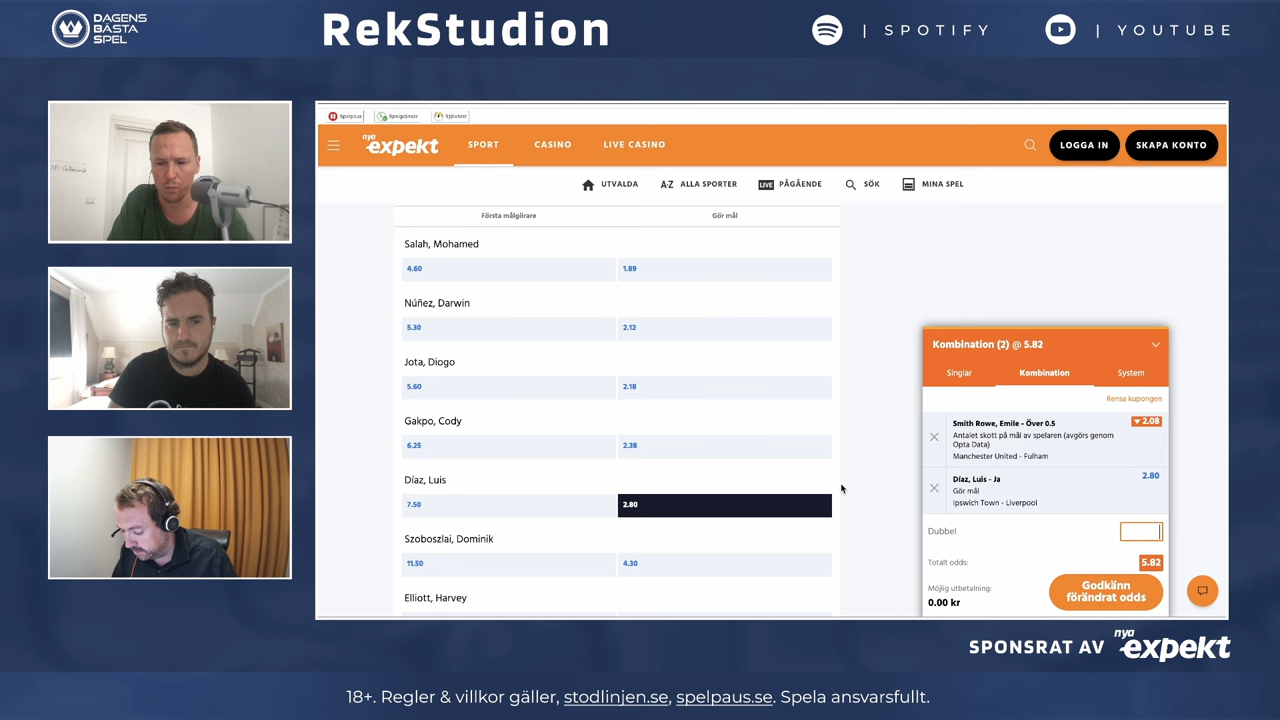 DAGENS
BÄSTA
SPEL
RekStudion
| SPOTIFY
| YOUTUBE
Spelpaus
Spelgränser
Självtest
nya
expekt
SPORT
CASINO
LIVE CASINO
LOGGA IN
SKAPA KONTO
UTVALDA
A-Z ALLA SPORTER
LIVE PÅGÅENDE
SÖK
MINA SPEL
Första målgörare
Gör mål
Salah, Mohamed
4.60
1.89
Núñez, Darwin
5.30
2.12
Jota, Diogo
5.60
2.18
Gakpo, Cody
6.25
2.38
Díaz, Luis
7.50
2.80
Szoboszlai, Dominik
11.50
4.30
Elliott, Harvey
Kombination (2) @ 5.82
Singlar
Kombination
System
Rensa kupongen
Smith Rowe, Emile - Över 0.5
2.08
Antalet skott på mål av spelaren (avgörs genom
Opta Data)
Manchester United - Fulham
Díaz, Luis - Ja
2.80
Gör mål
Ipswich Town - Liverpool
Dubbel
Totalt odds:
5.82
Möjlig utbetalning:
0.00 kr
Godkänn
förändrat odds
SPONSRAT AV
nya
expekt
18+. Regler & villkor gäller, stodlinjen.se, spelpaus.se. Spela ansvarsfullt.